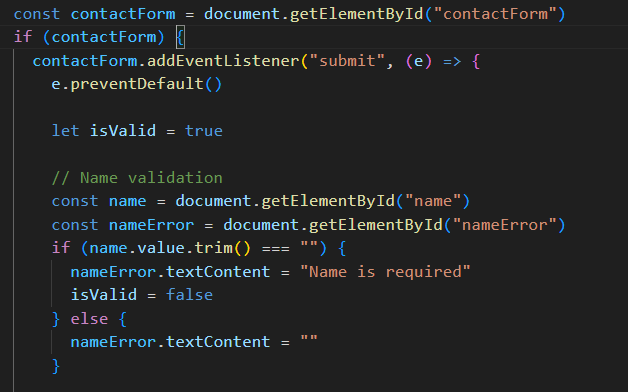 const contactForm = document.getElementById("contactForm")
if (contactForm) {
  contactForm.addEventListener("submit", (e) => {
    e.preventDefault()

    let isValid = true

    // Name validation
    const name = document.getElementById("name")
    const nameError = document.getElementById("nameError")
    if (name.value.trim() === "") {
      nameError.textContent = "Name is required"
      isValid = false
    } else {
      nameError.textContent = ""
    }